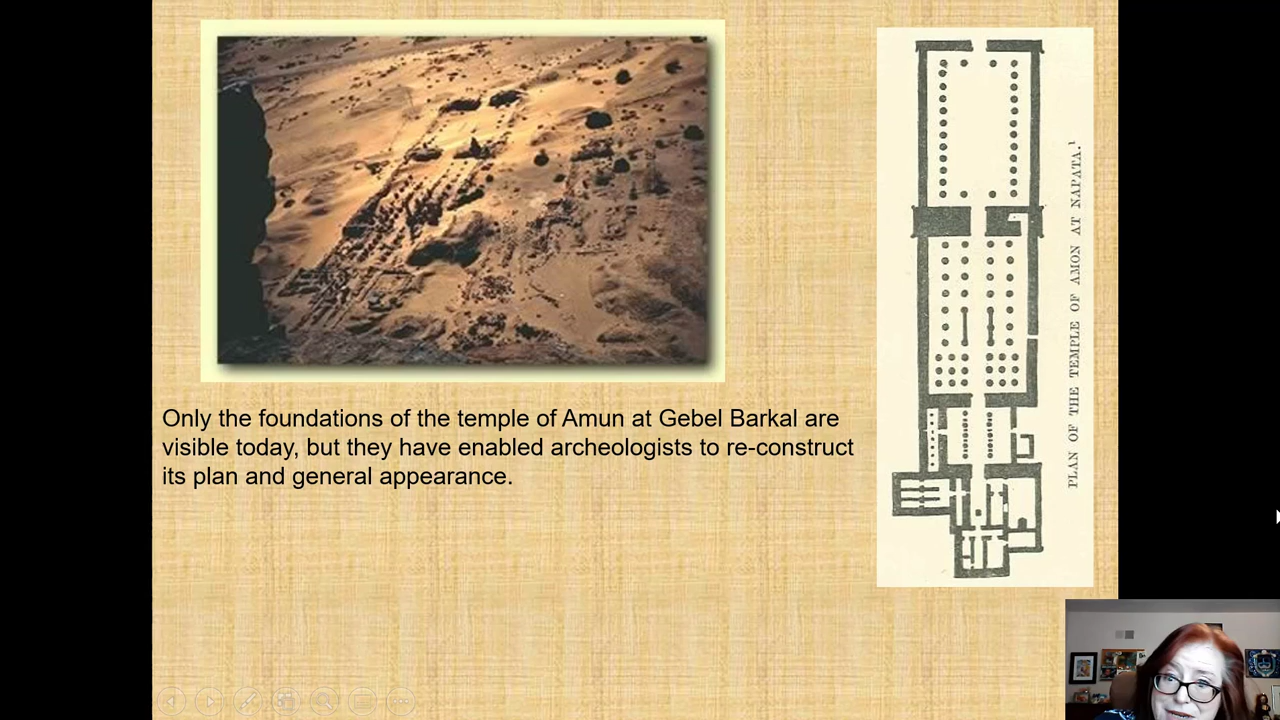 Only the foundations of the temple of Amun at Gebel Barkal are
visible today, but they have enabled archeologists to re-construct
its plan and general appearance.
PLAN OF THE TEMPLE OF AMON AT NAPATA.¹